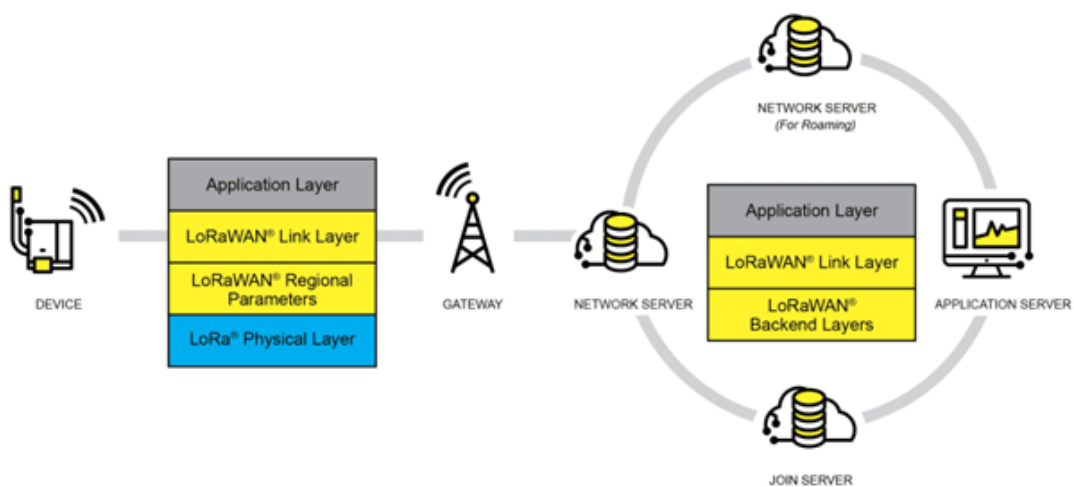 NETWORK SERVER
(For Roaming)
Application Layer
LoRaWAN® Link Layer
LoRaWAN® Regional
Parameters
LoRa® Physical Layer
Application Layer
LoRaWAN® Link Layer
LoRaWAN®
Backend Layers
DEVICE
GATEWAY
NETWORK SERVER
APPLICATION SERVER
JOIN SERVER